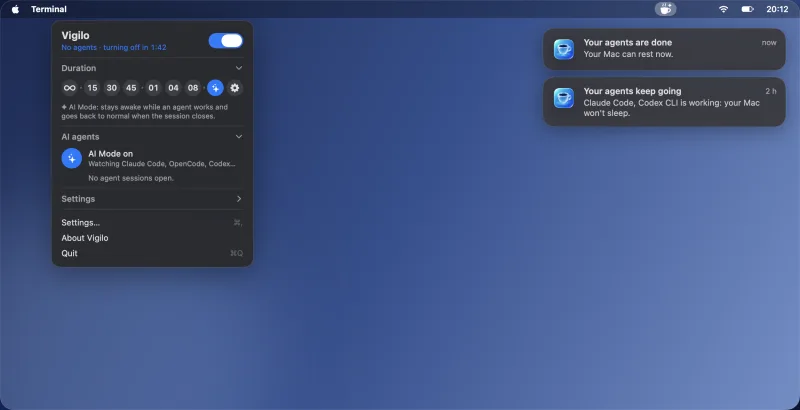 Terminal
20:12
Vigilo
No agents · turning off in 1:42
Duration
∞ · 15 30 45 · 01 04 08 ·
AI Mode: stays awake while an agent works and
goes back to normal when the session closes.
AI agents
AI Mode on
Watching Claude Code, OpenCode, Codex...
No agent sessions open.
Settings
Settings...
⌘,
About Vigilo
Quit
⌘Q
Your agents are done
now
Your Mac can rest now.
Your agents keep going
2 h
Claude Code, Codex CLI is working: your Mac
won't sleep.